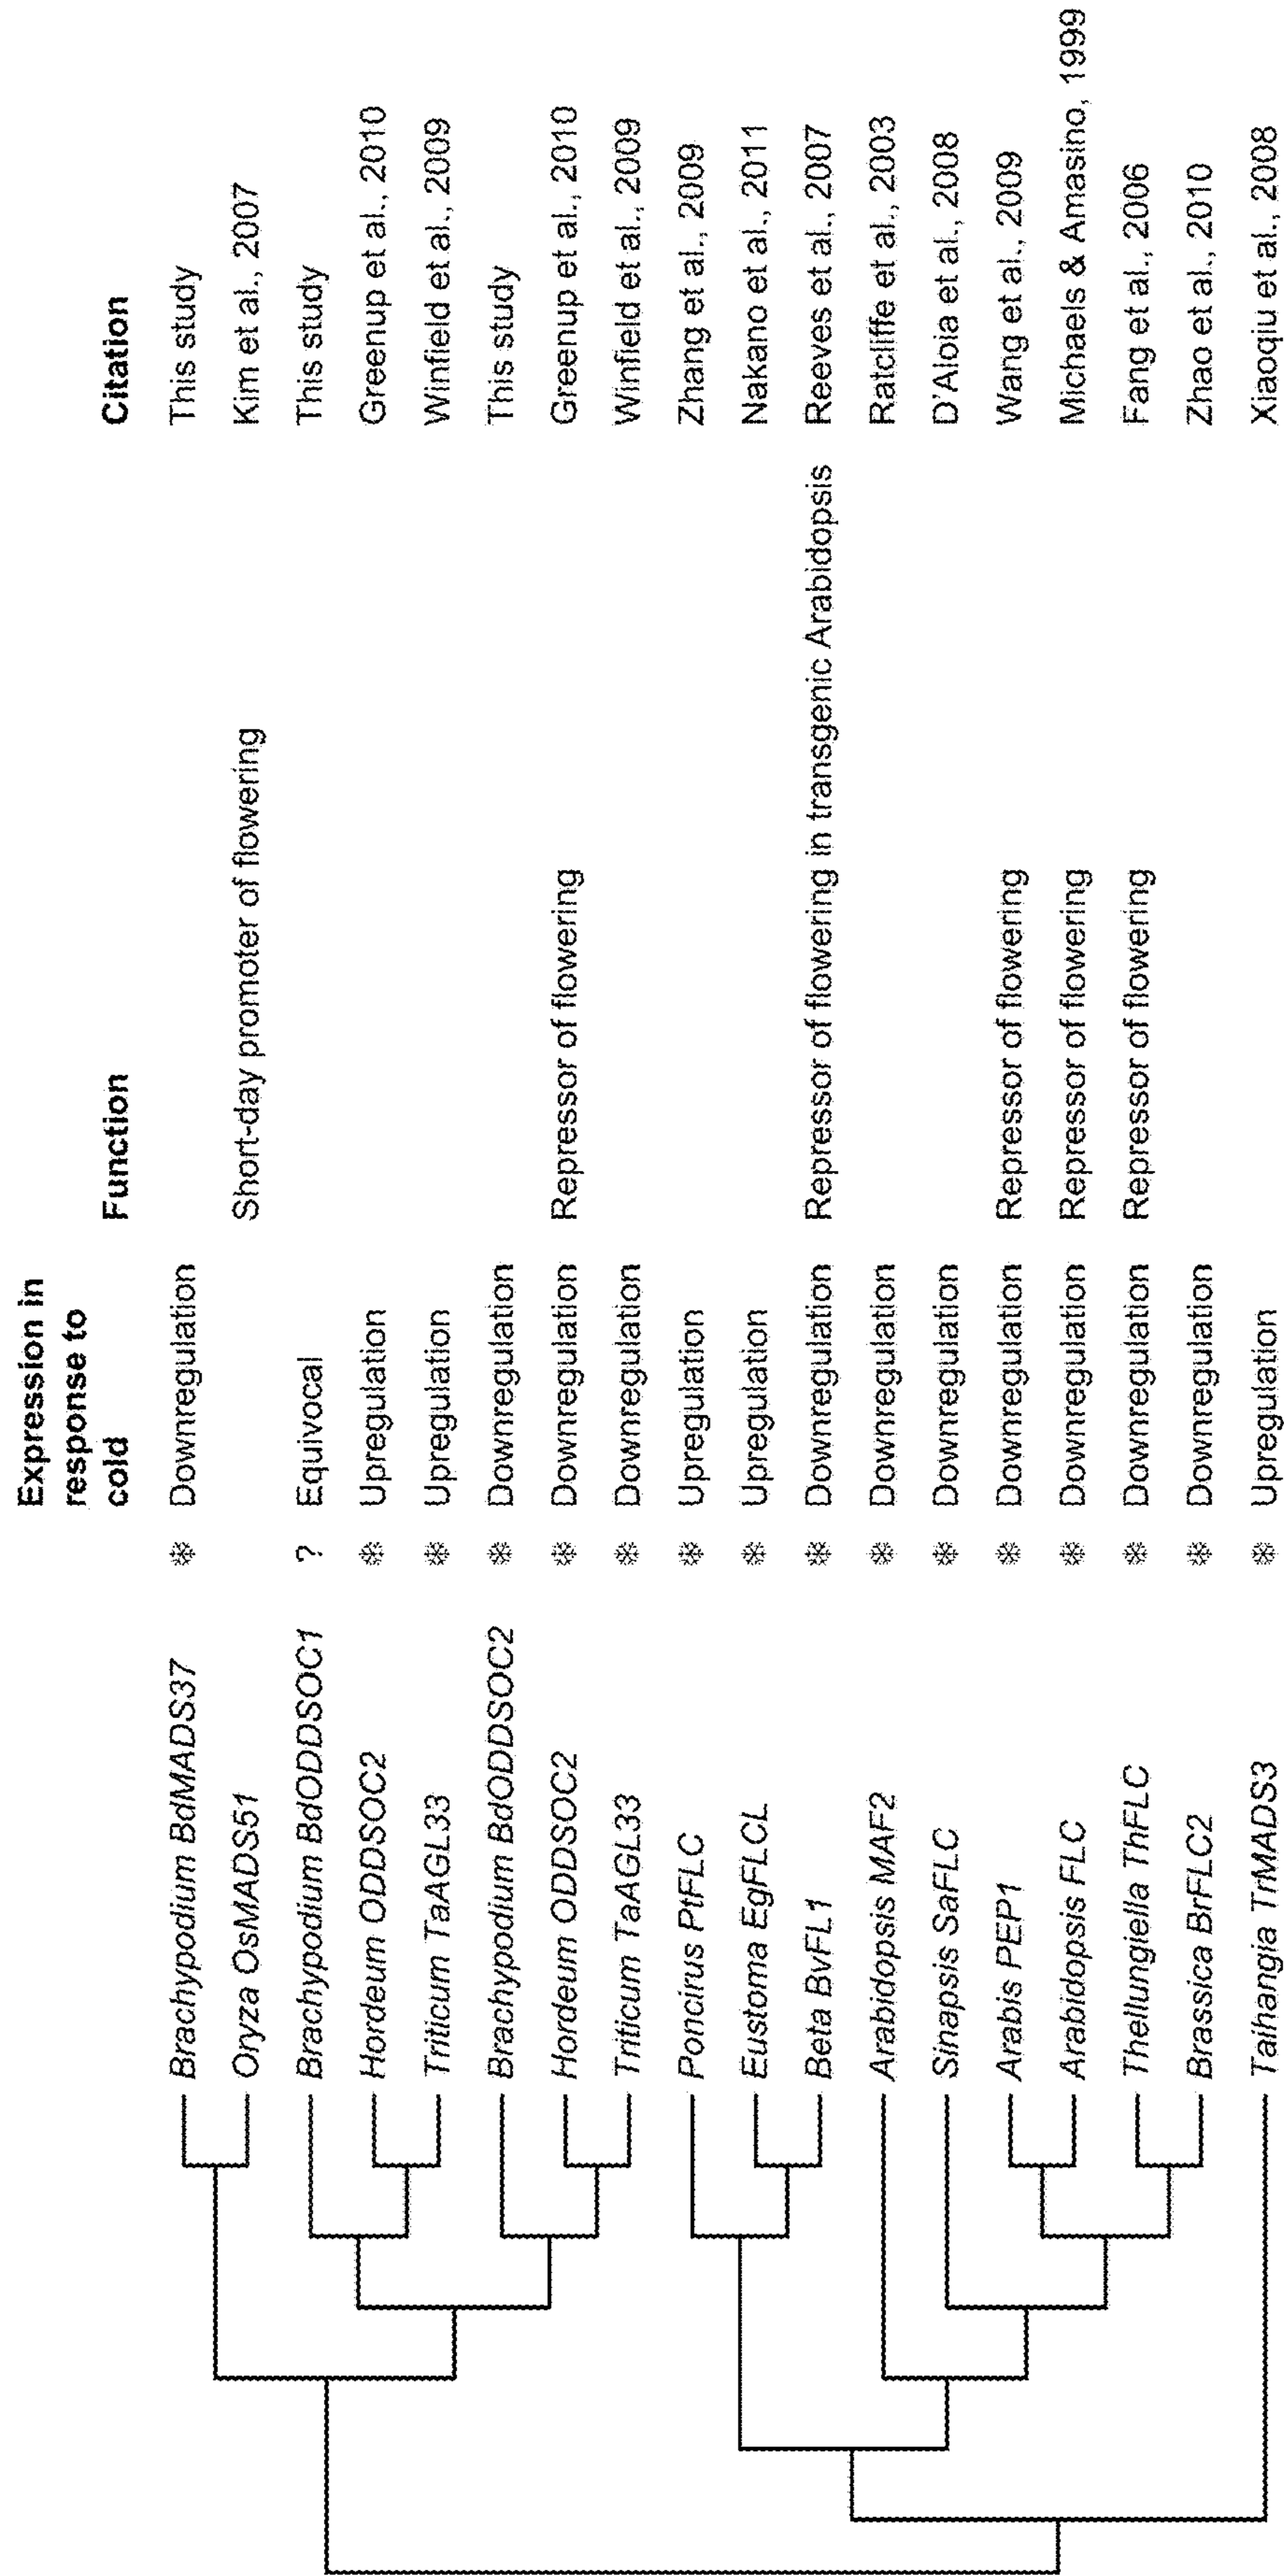 Expression in
response to
cold Function Citation
Brachypodium BdMADS37 ❄ Downregulation This study
Oryza OsMADS51 Short-day promoter of flowering Kim et al., 2007
Brachypodium BdODDSOC1 ? Equivocal This study
Hordeum ODDSOC2 ❄ Upregulation Greenup et al., 2010
Triticum TaAGL33 ❄ Upregulation Winfield et al., 2009
Brachypodium BdODDSOC2 ❄ Downregulation This study
Hordeum ODDSOC2 ❄ Downregulation Repressor of flowering Greenup et al., 2010
Triticum TaAGL33 ❄ Downregulation Winfield et al., 2009
Poncirus PtFLC ❄ Upregulation Zhang et al., 2009
Eustoma EgFLCL ❄ Upregulation Nakano et al., 2011
Beta BvFL1 ❄ Downregulation Repressor of flowering in transgenic Arabidopsis Reeves et al., 2007
Arabidopsis MAF2 ❄ Downregulation Ratcliffe et al., 2003
Sinapsis SaFLC ❄ Downregulation D'Aloia et al., 2008
Arabis PEP1 ❄ Downregulation Repressor of flowering Wang et al., 2009
Arabidopsis FLC ❄ Downregulation Repressor of flowering Michaels & Amasino, 1999
Thellungiella ThFLC ❄ Downregulation Repressor of flowering Fang et al., 2006
Brassica BrFLC2 ❄ Downregulation Zhao et al., 2010
Taihangia TrMADS3 ❄ Upregulation Xiaoqiu et al., 2008